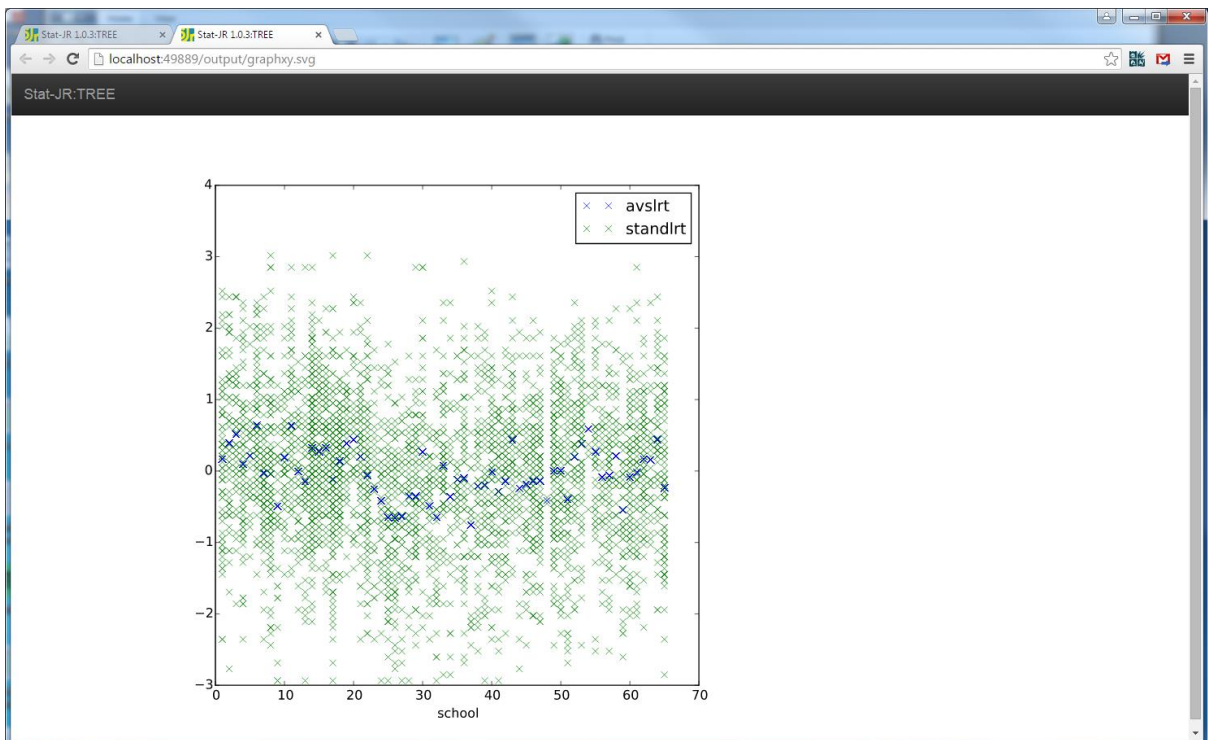 Stat-JR 1.0.3:TREE
Stat-JR 1.0.3:TREE
localhost:49889/output/graphxy.svg
Stat-JR:TREE
4
3
2
1
0
−1
−2
−3
avslrt
standlrt
0 10 20 30 40 50 60 70
school